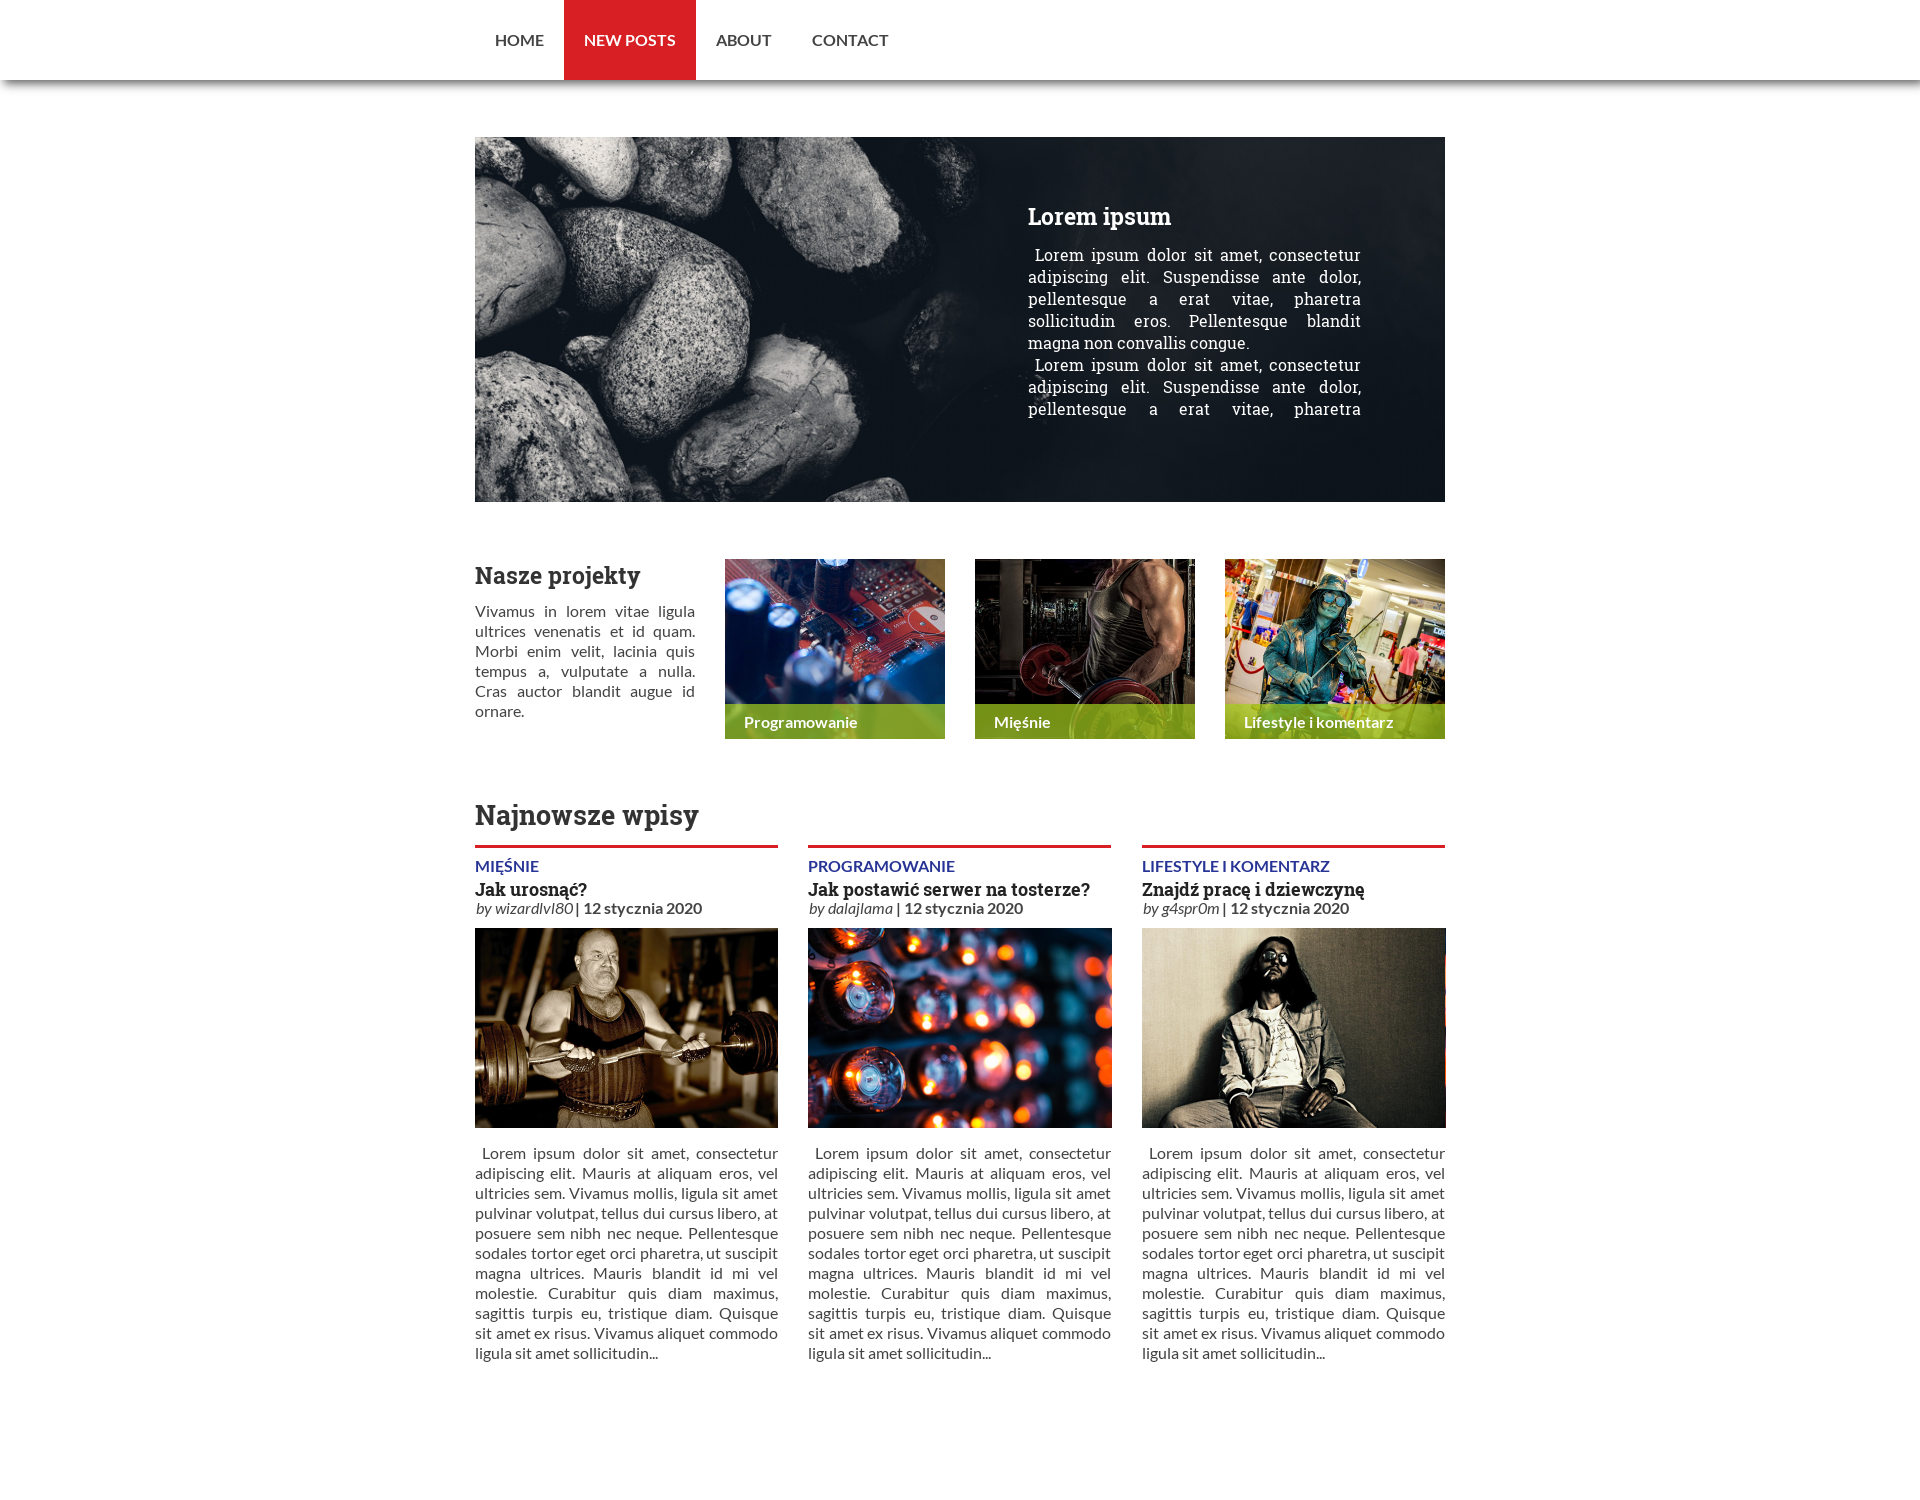 HOME NEW POSTS ABOUT CONTACT
Lorem ipsum
Lorem ipsum dolor sit amet, consectetur
adipiscing elit. Suspendisse ante dolor,
pellentesque a erat vitae, pharetra
sollicitudin eros. Pellentesque blandit
magna non convallis congue.
Lorem ipsum dolor sit amet, consectetur
adipiscing elit. Suspendisse ante dolor,
pellentesque a erat vitae, pharetra
Nasze projekty
Vivamus in lorem vitae ligula
ultrices venenatis et id quam.
Morbi enim velit, lacinia quis
tempus a, vulputate a nulla.
Cras auctor blandit augue id
ornare.
Programowanie
Mięśnie
Lifestyle i komentarz
Najnowsze wpisy
MIĘŚNIE
Jak urosnąć?
by wizardlvl80 | 12 stycznia 2020
Lorem ipsum dolor sit amet, consectetur
adipiscing elit. Mauris at aliquam eros, vel
ultricies sem. Vivamus mollis, ligula sit amet
pulvinar volutpat, tellus dui cursus libero, at
posuere sem nibh nec neque. Pellentesque
sodales tortor eget orci pharetra, ut suscipit
magna ultrices. Mauris blandit id mi vel
molestie. Curabitur quis diam maximus,
sagittis turpis eu, tristique diam. Quisque
sit amet ex risus. Vivamus aliquet commodo
ligula sit amet sollicitudin...
PROGRAMOWANIE
Jak postawić serwer na tosterze?
by dalajlama | 12 stycznia 2020
Lorem ipsum dolor sit amet, consectetur
adipiscing elit. Mauris at aliquam eros, vel
ultricies sem. Vivamus mollis, ligula sit amet
pulvinar volutpat, tellus dui cursus libero, at
posuere sem nibh nec neque. Pellentesque
sodales tortor eget orci pharetra, ut suscipit
magna ultrices. Mauris blandit id mi vel
molestie. Curabitur quis diam maximus,
sagittis turpis eu, tristique diam. Quisque
sit amet ex risus. Vivamus aliquet commodo
ligula sit amet sollicitudin...
LIFESTYLE I KOMENTARZ
Znajdź pracę i dziewczynę
by g4spr0m | 12 stycznia 2020
Lorem ipsum dolor sit amet, consectetur
adipiscing elit. Mauris at aliquam eros, vel
ultricies sem. Vivamus mollis, ligula sit amet
pulvinar volutpat, tellus dui cursus libero, at
posuere sem nibh nec neque. Pellentesque
sodales tortor eget orci pharetra, ut suscipit
magna ultrices. Mauris blandit id mi vel
molestie. Curabitur quis diam maximus,
sagittis turpis eu, tristique diam. Quisque
sit amet ex risus. Vivamus aliquet commodo
ligula sit amet sollicitudin...